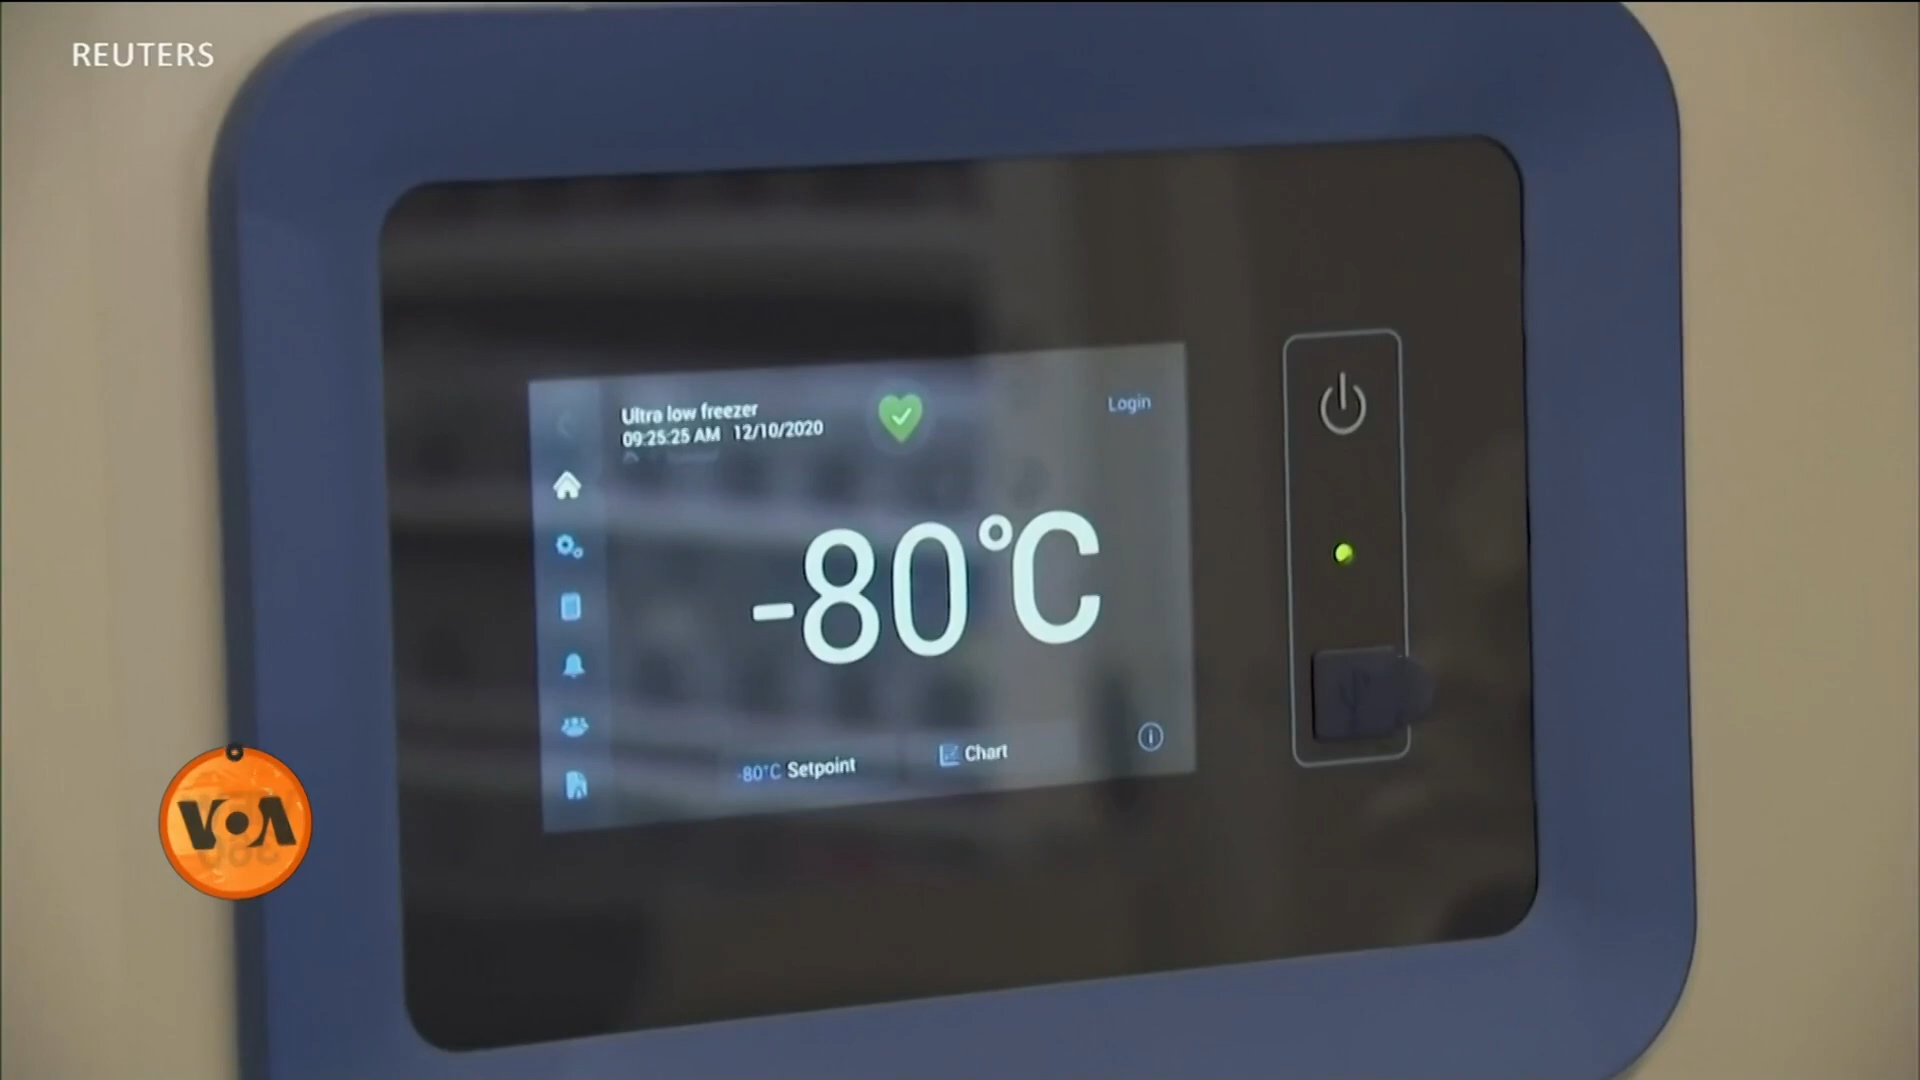 REUTERS
Ultra low freezer
09:25:25 AM 12/10/2020
Login
-80°C
-80°C Setpoint
Chart
VOA